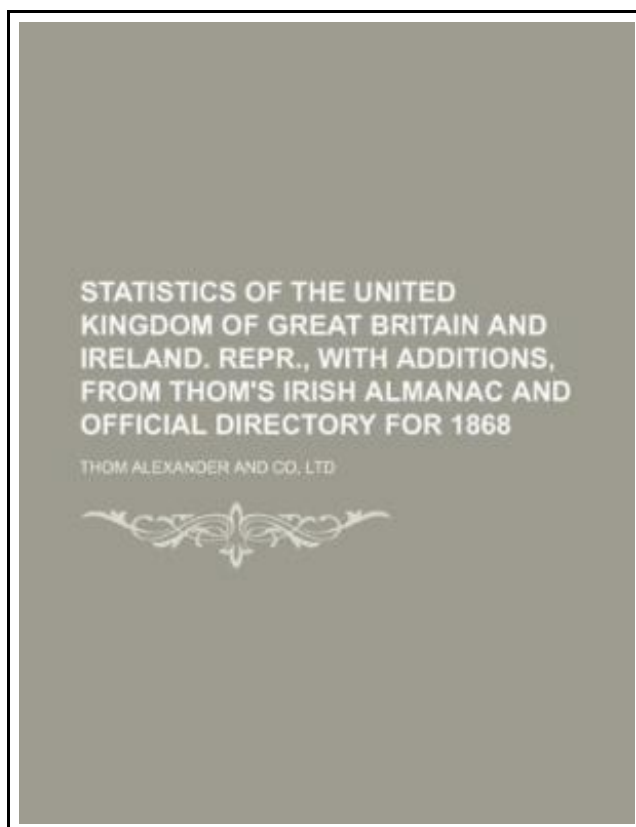 STATISTICS OF THE UNITED
KINGDOM OF GREAT BRITAIN AND
IRELAND. REPR., WITH ADDITIONS,
FROM THOM'S IRISH ALMANAC AND
OFFICIAL DIRECTORY FOR 1868
THOM ALEXANDER AND CO, LTD